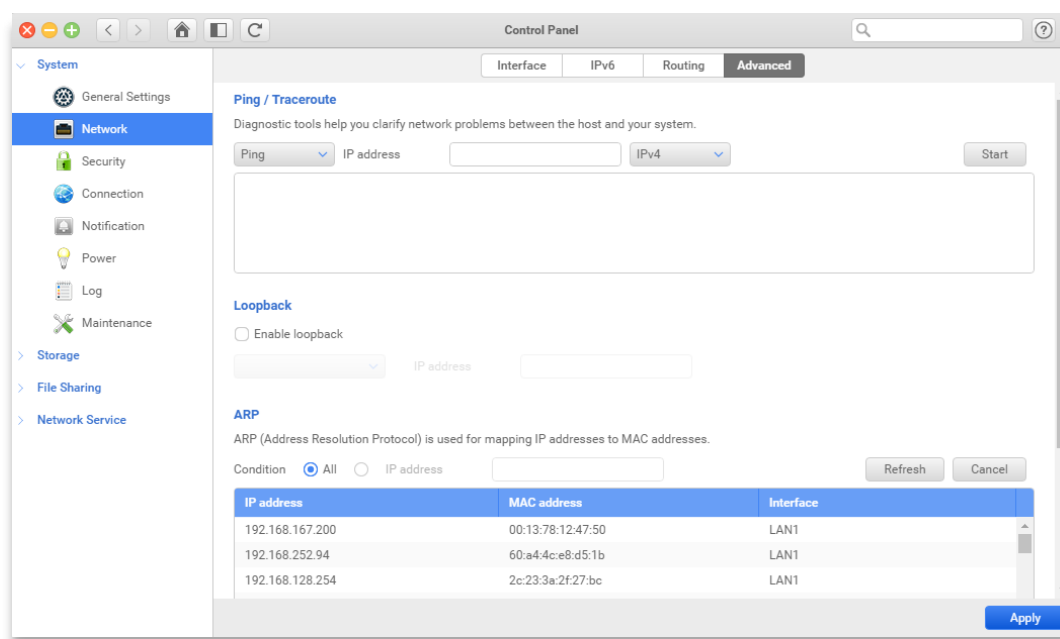 Control Panel
System
General Settings
Network
Security
Connection
Notification
Power
Log
Maintenance
Storage
File Sharing
Network Service
Interface IPv6 Routing Advanced
Ping / Traceroute
Diagnostic tools help you clarify network problems between the host and your system.
Ping IP address IPv4 Start
Loopback
Enable loopback
IP address
ARP
ARP (Address Resolution Protocol) is used for mapping IP addresses to MAC addresses.
Condition All IP address Refresh Cancel
IP address MAC address Interface
192.168.167.200 00:13:78:12:47:50 LAN1
192.168.252.94 60:a4:4c:e8:d5:1b LAN1
192.168.128.254 2c:23:3a:2f:27:bc LAN1
Apply